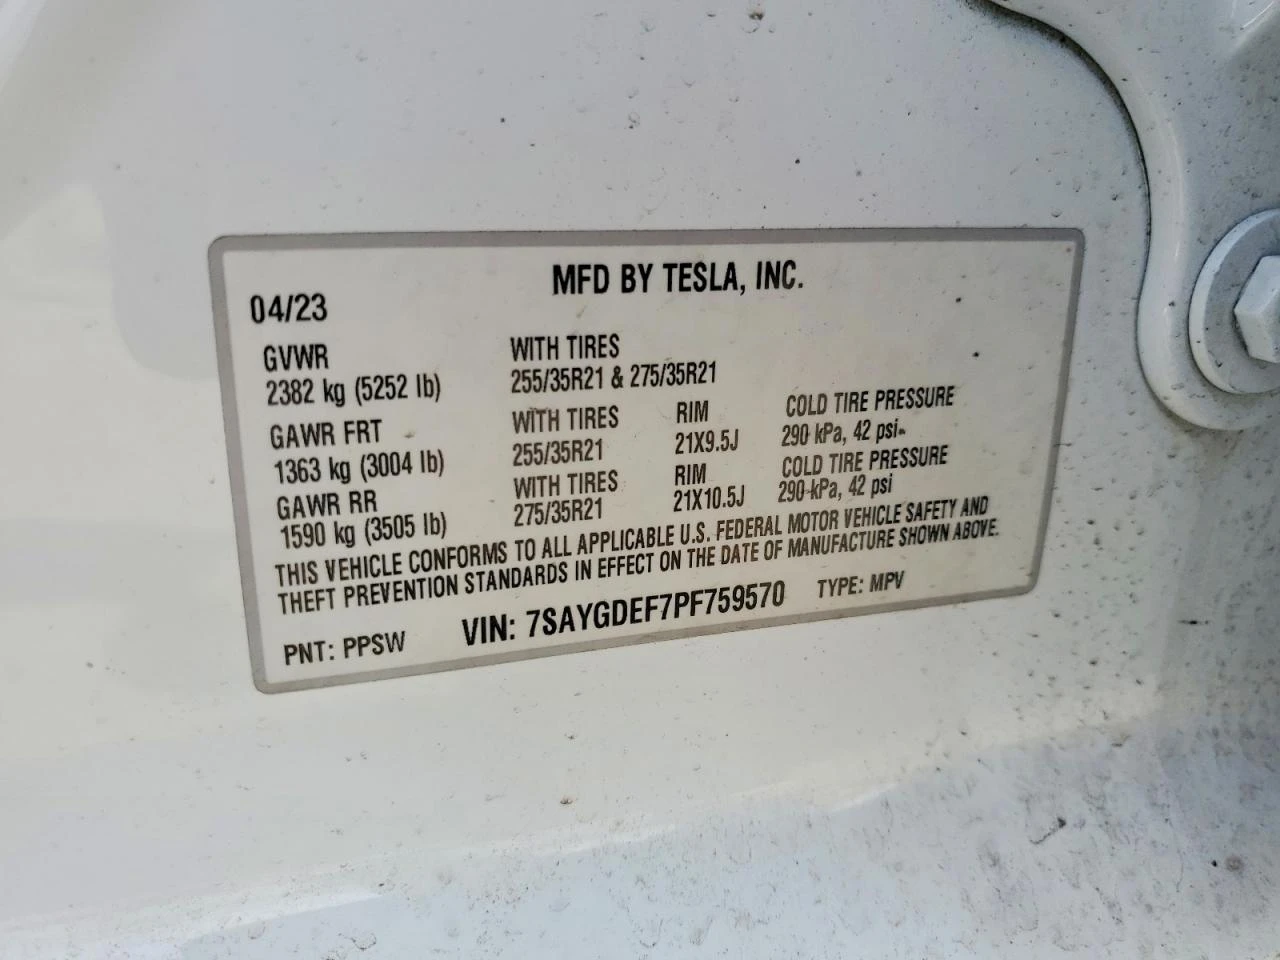 MFD BY TESLA, INC.
04/23
GVWR WITH TIRES
2382 kg (5252 lb) 255/35R21 & 275/35R21
GAWR FRT WITH TIRES RIM COLD TIRE PRESSURE
1363 kg (3004 lb) 255/35R21 21X9.5J 290 kPa, 42 psi
GAWR RR WITH TIRES RIM COLD TIRE PRESSURE
1590 kg (3505 lb) 275/35R21 21X10.5J 290 kPa, 42 psi
THIS VEHICLE CONFORMS TO ALL APPLICABLE U.S. FEDERAL MOTOR VEHICLE SAFETY AND
THEFT PREVENTION STANDARDS IN EFFECT ON THE DATE OF MANUFACTURE SHOWN ABOVE.
PNT: PPSW VIN: 7SAYGDEF7PF759570 TYPE: MPV